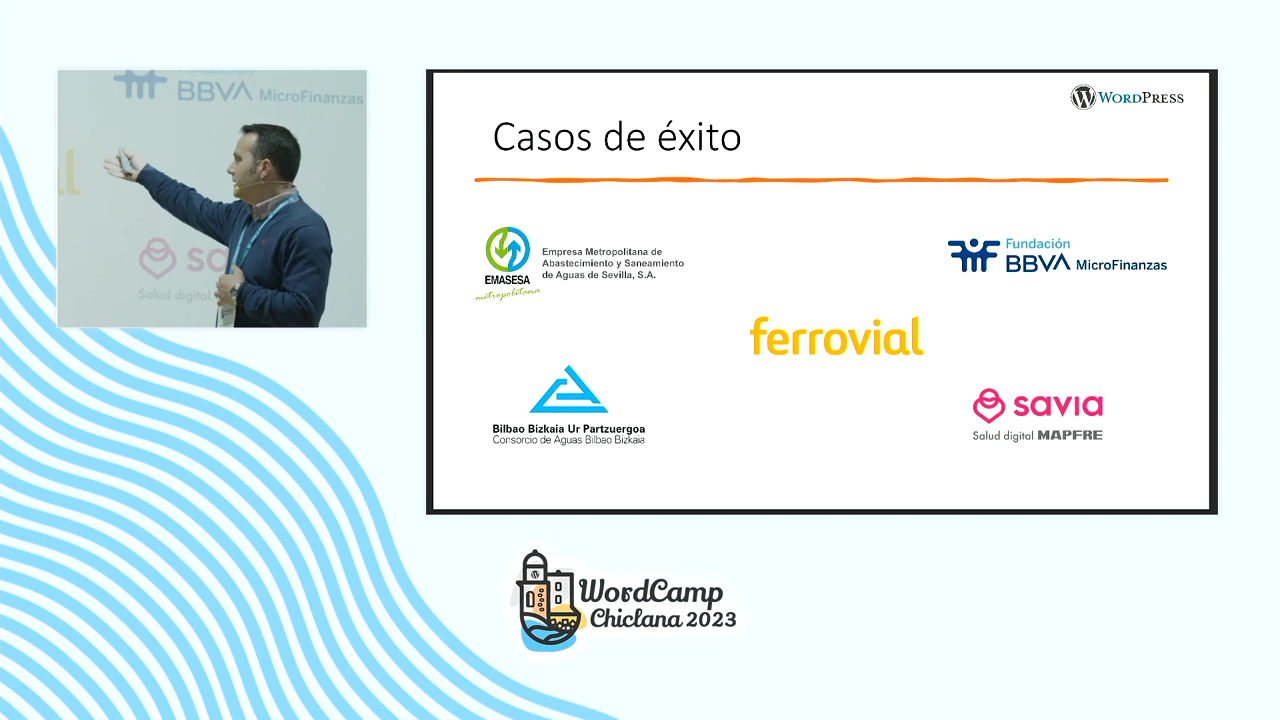 Fundación
BBVA MicroFinanzas
Salud digital
WORDPRESS
Casos de éxito
EMASESA
metropolitana
Empresa Metropolitana de
Abastecimiento y Saneamiento
de Aguas de Sevilla, S.A.
Fundación
BBVA MicroFinanzas
ferrovial
Bilbao Bizkaia Ur Partzuergoa
Consorcio de Aguas Bilbao Bizkaia
savia
Salud digital MAPFRE
WordCamp
Chiclana 2023